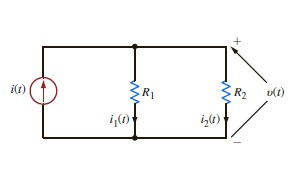 +
i(t) R₁ R₂ υ(t)
i₁(t) i₂(t)
−